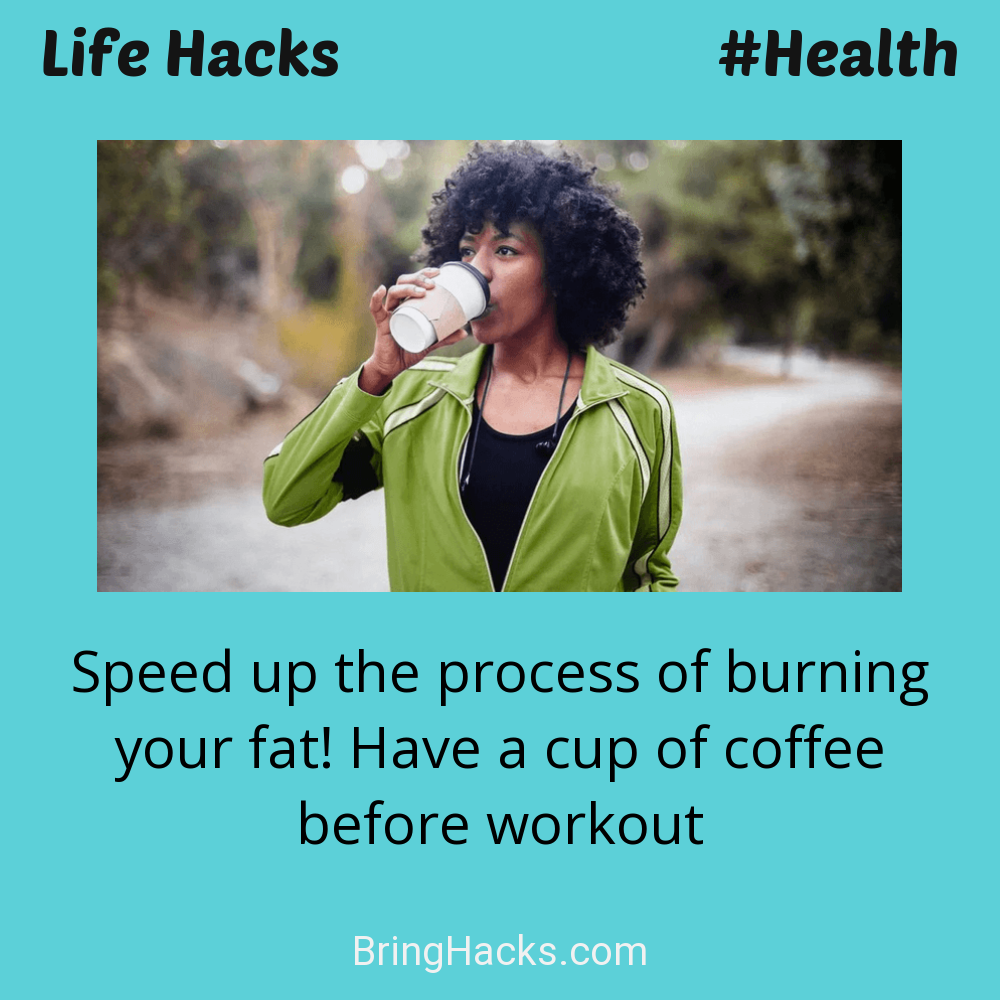 Life Hacks
#Health
Speed up the process of burning
your fat! Have a cup of coffee
before workout
BringHacks.com